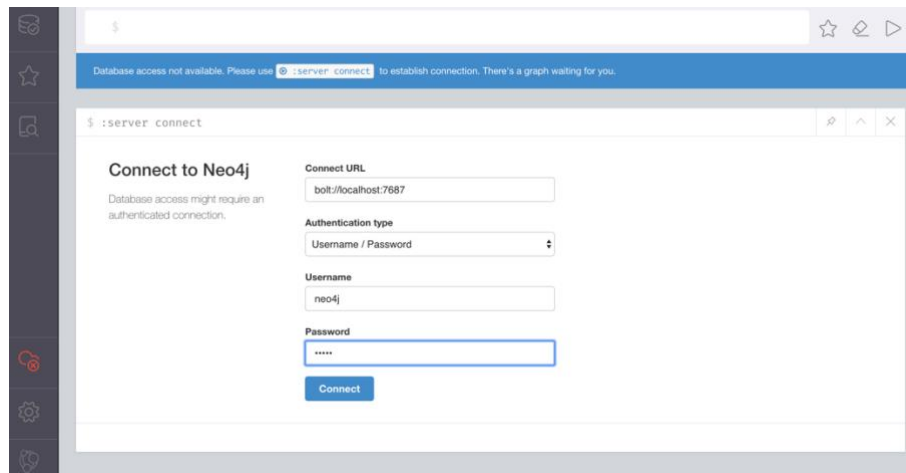 $
Database access not available. Please use :server connect to establish connection. There's a graph waiting for you.
$ :server connect
Connect to Neo4j
Database access might require an
authenticated connection.
Connect URL
bolt://localhost:7687
Authentication type
Username / Password
Username
neo4j
Password
•••••
Connect